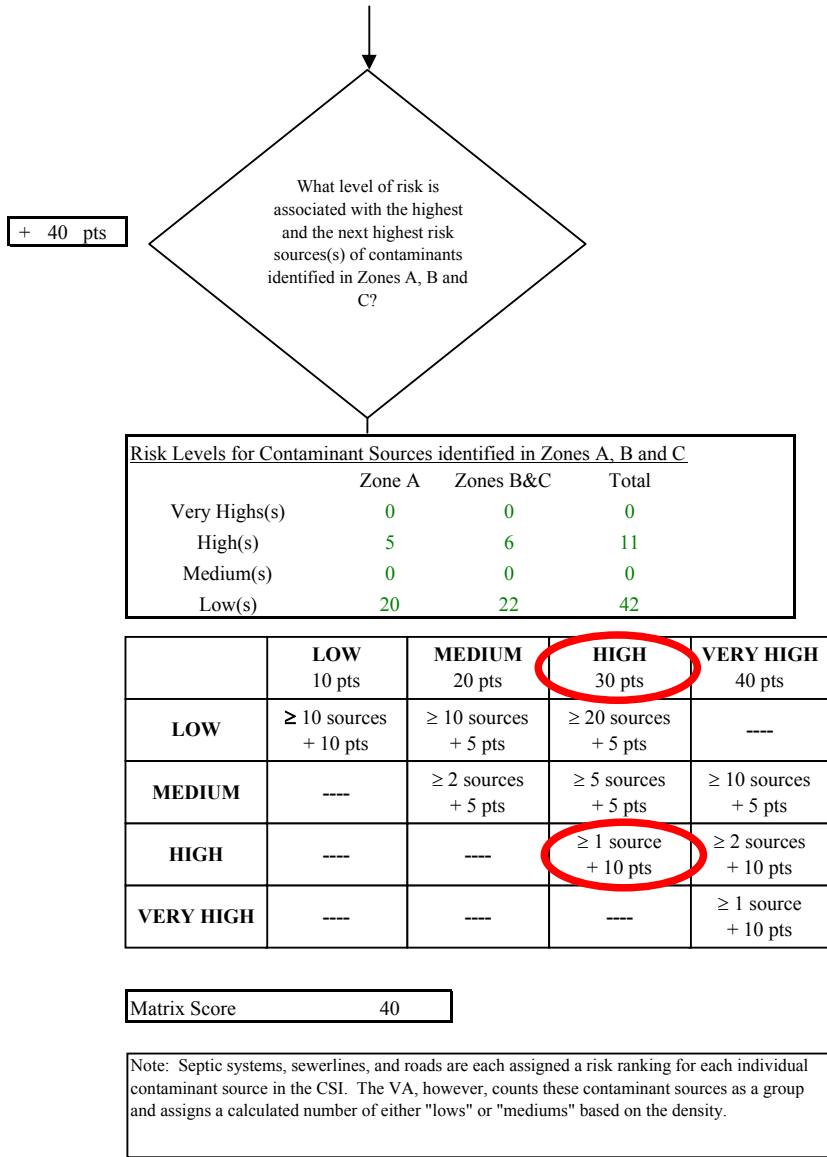 What level of risk is
associated with the highest
and the next highest risk
sources(s) of contaminants
identified in Zones A, B and
C?
+ 40 pts
Risk Levels for Contaminant Sources identified in Zones A, B and C
Zone A Zones B&C Total
Very Highs(s) 0 0 0
High(s) 5 6 11
Medium(s) 0 0 0
Low(s) 20 22 42
LOW MEDIUM HIGH VERY HIGH
10 pts 20 pts 30 pts 40 pts
LOW ≥ 10 sources ≥ 10 sources ≥ 20 sources ----
+ 10 pts + 5 pts + 5 pts
MEDIUM ---- ≥ 2 sources ≥ 5 sources ≥ 10 sources
+ 5 pts + 5 pts + 5 pts
HIGH ---- ---- ≥ 1 source ≥ 2 sources
+ 10 pts + 10 pts
VERY HIGH ---- ---- ---- ≥ 1 source
+ 10 pts
Matrix Score 40
Note: Septic systems, sewerlines, and roads are each assigned a risk ranking for each individual
contaminant source in the CSI. The VA, however, counts these contaminant sources as a group
and assigns a calculated number of either "lows" or "mediums" based on the density.